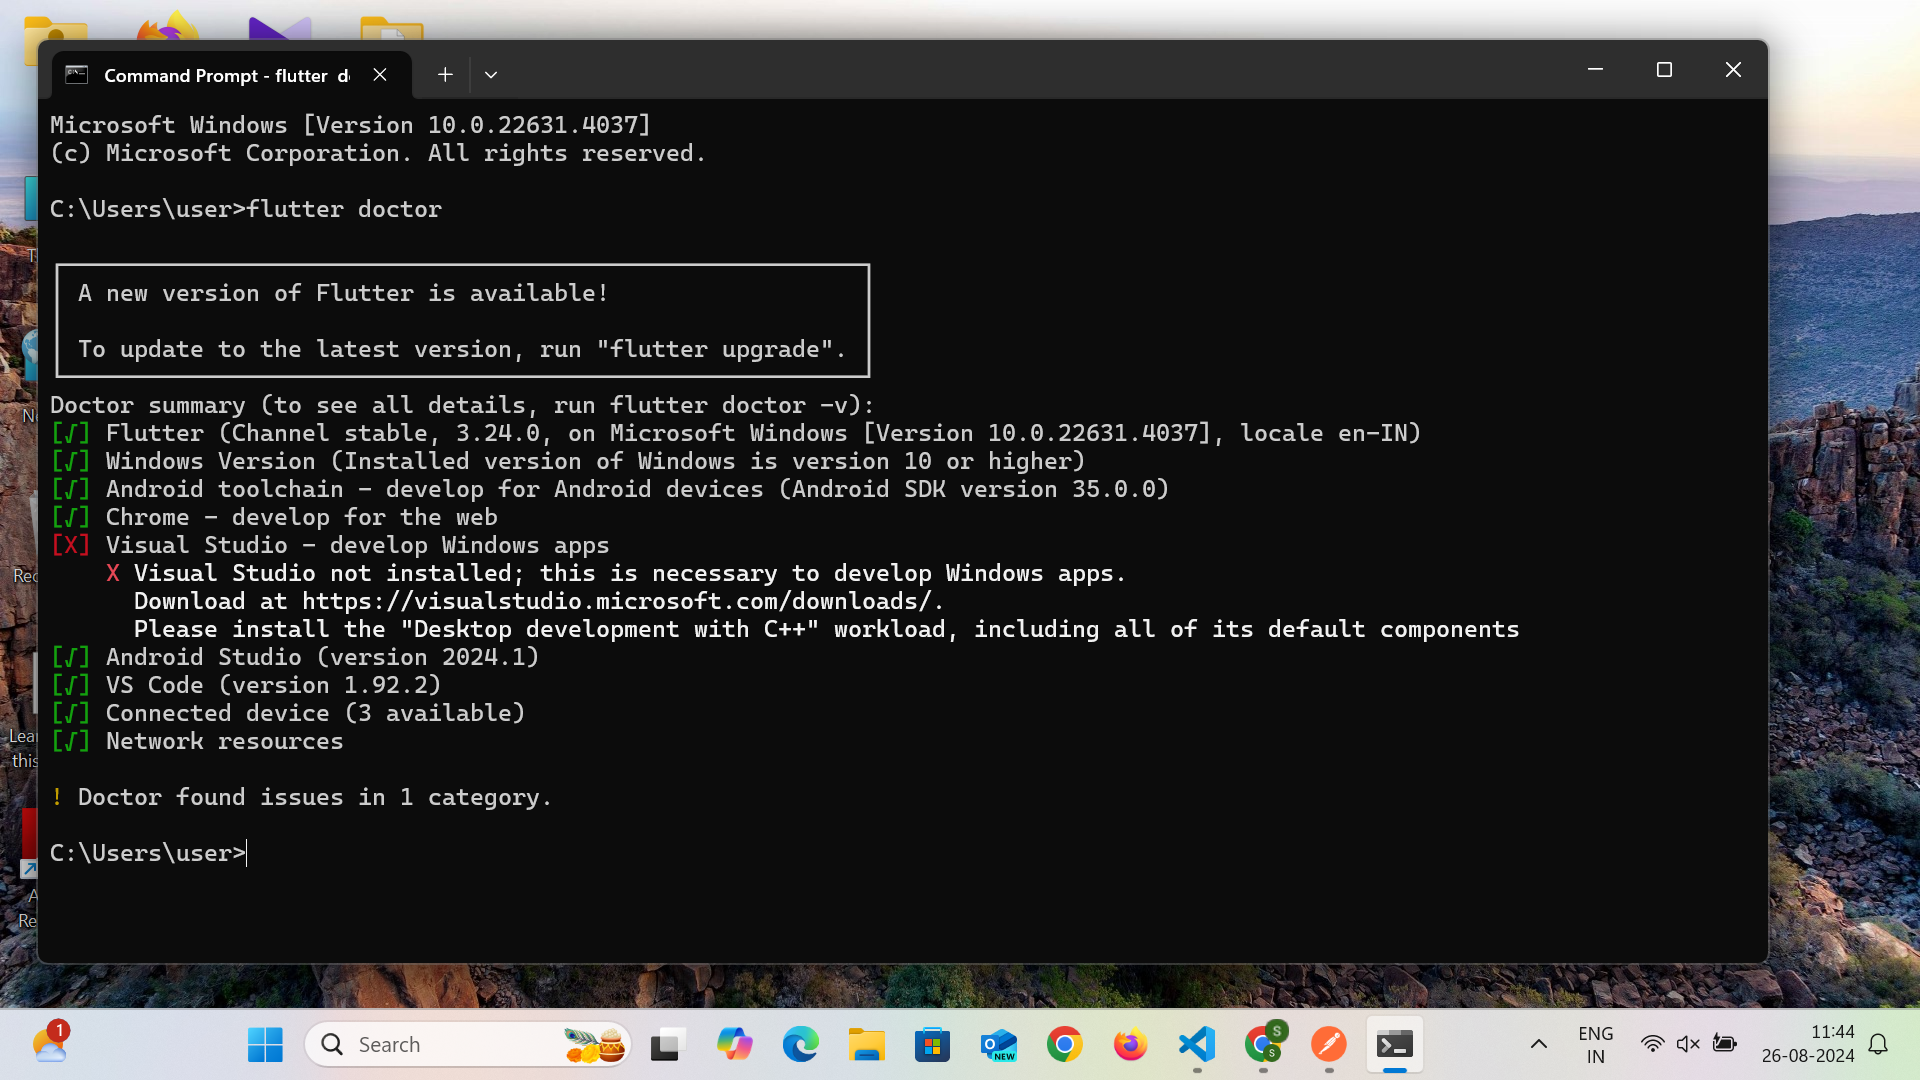 Command Prompt - flutter d
Microsoft Windows [Version 10.0.22631.4037]
(c) Microsoft Corporation. All rights reserved.
C:\Users\user>flutter doctor
A new version of Flutter is available!
To update to the latest version, run "flutter upgrade".
Doctor summary (to see all details, run flutter doctor -v):
[√] Flutter (Channel stable, 3.24.0, on Microsoft Windows [Version 10.0.22631.4037], locale en-IN)
[√] Windows Version (Installed version of Windows is version 10 or higher)
[√] Android toolchain - develop for Android devices (Android SDK version 35.0.0)
[√] Chrome - develop for the web
[X] Visual Studio - develop Windows apps
X Visual Studio not installed; this is necessary to develop Windows apps.
Download at https://visualstudio.microsoft.com/downloads/.
Please install the "Desktop development with C++" workload, including all of its default components
[√] Android Studio (version 2024.1)
[√] VS Code (version 1.92.2)
[√] Connected device (3 available)
[√] Network resources
! Doctor found issues in 1 category.
C:\Users\user>
Lea
this
Re
1
Search
NEW
S
S
ENG
IN
11:44
26-08-2024